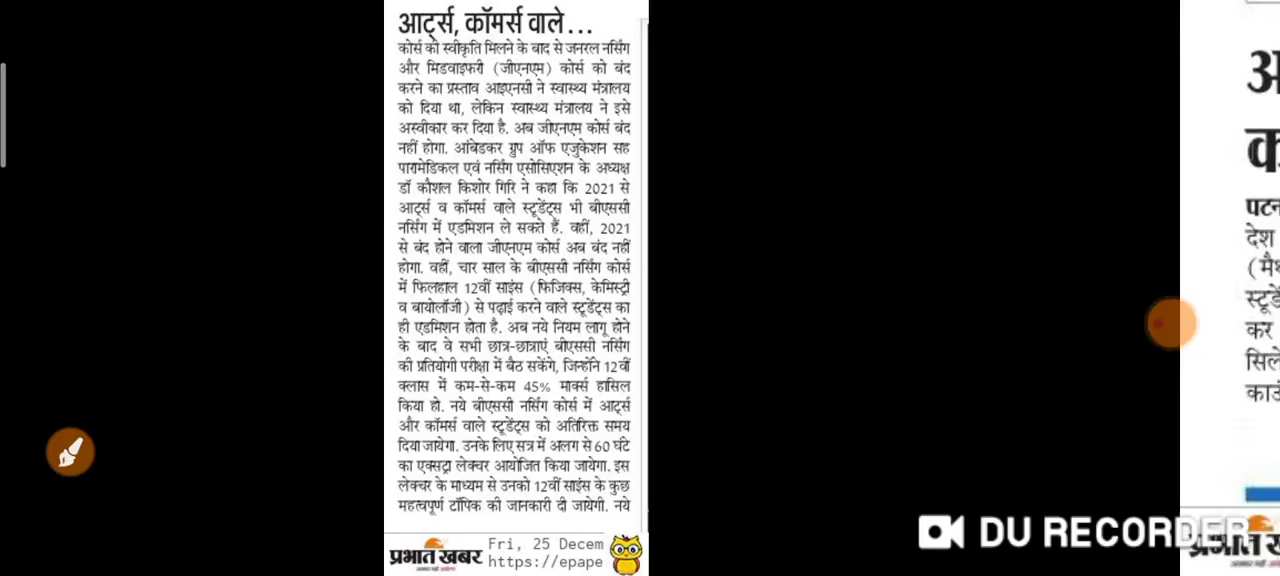 आर्ट्स, कॉमर्स वाले...
कोर्स की स्वीकृति मिलने के बाद से जनरल नर्सिंग
और मिडवाइफरी (जीएनएम) कोर्स को बंद
करने का प्रस्ताव आइएनसी ने स्वास्थ्य मंत्रालय
को दिया था, लेकिन स्वास्थ्य मंत्रालय ने इसे
अस्वीकार कर दिया है. अब जीएनएम कोर्स बंद
नहीं होगा. आंबेडकर ग्रुप ऑफ एजुकेशन सह
पारामेडिकल एवं नर्सिंग एसोसिएशन के अध्यक्ष
डॉ कौशल किशोर गिरि ने कहा कि 2021 से
आर्ट्स व कॉमर्स वाले स्टूडेंट्स भी बीएससी
नर्सिंग में एडमिशन ले सकते हैं. वहीं, 2021
से बंद होने वाला जीएनएम कोर्स अब बंद नहीं
होगा. वहीं, चार साल के बीएससी नर्सिंग कोर्स
में फिलहाल 12वीं साइंस (फिजिक्स, केमिस्ट्री
व बायोलॉजी) से पढ़ाई करने वाले स्टूडेंट्स का
ही एडमिशन होता है. अब नये नियम लागू होने
के बाद वे सभी छात्र-छात्राएं बीएससी नर्सिंग
की प्रतियोगी परीक्षा में बैठ सकेंगे, जिन्होंने 12वीं
क्लास में कम-से-कम 45% मार्क्स हासिल
किया हो. नये बीएससी नर्सिंग कोर्स में आर्ट्स
और कॉमर्स वाले स्टूडेंट्स को अतिरिक्त समय
दिया जायेगा. उनके लिए सत्र में अलग से 60 घंटे
का एक्सट्रा लेक्चर आयोजित किया जायेगा. इस
लेक्चर के माध्यम से उनको 12वीं साइंस के कुछ
महत्वपूर्ण टॉपिक की जानकारी दी जायेगी. नये
प्रभात खबर
Fri, 25 Decem
https://epape
पटन
देश
(मैथ
स्टूडें
कर
सिले
काउं
DU RECORDER